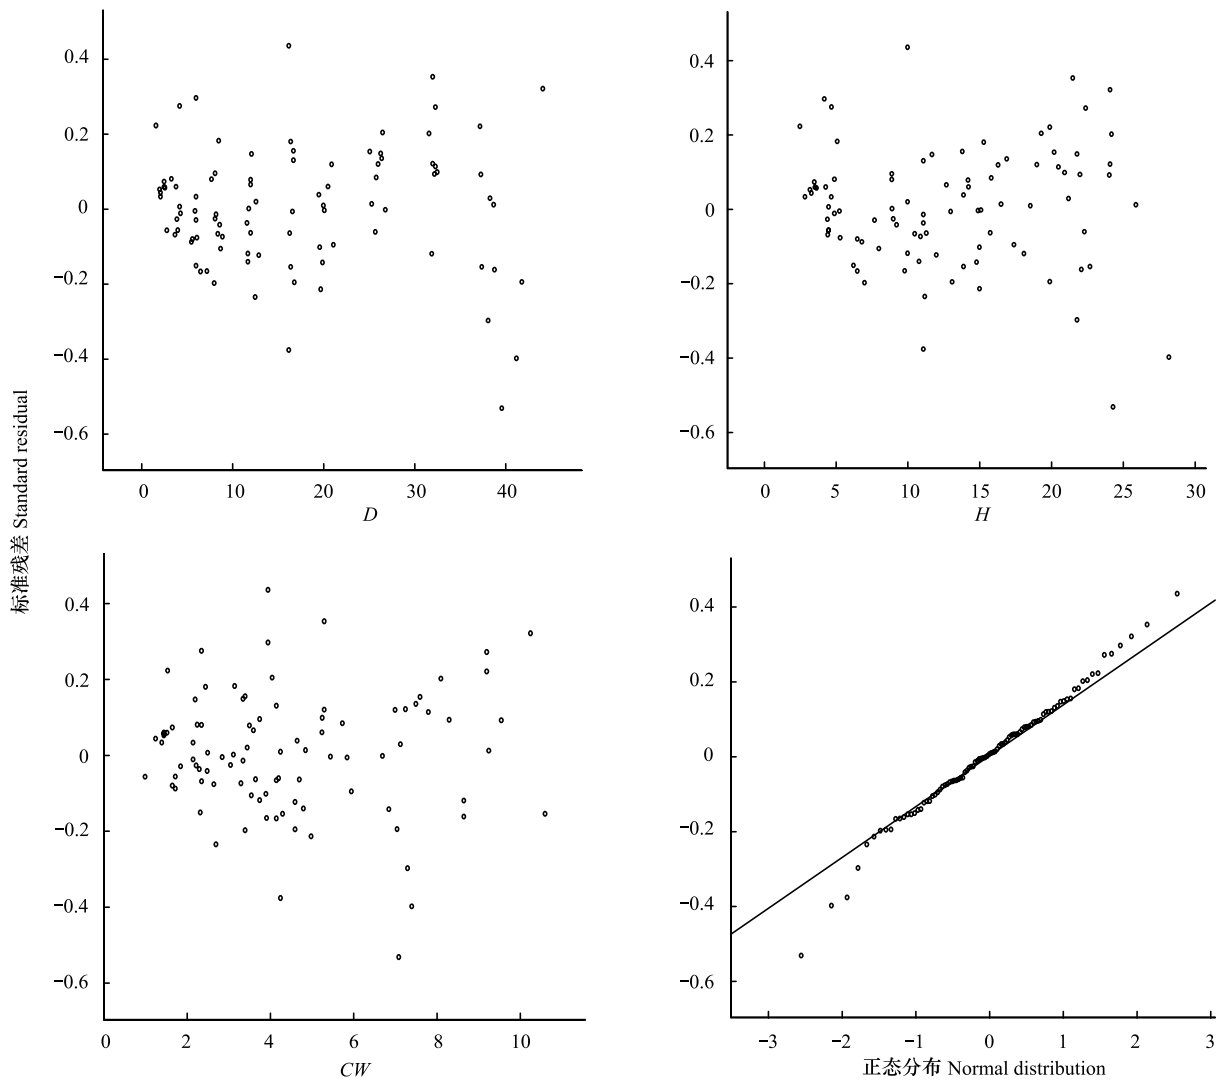 标准残差 Standard residual
0.4
0.2
0
−0.2
−0.4
−0.6
0 10 20 30 40
D
0.4
0.2
0
−0.2
−0.4
−0.6
0 5 10 15 20 25 30
H
0.4
0.2
0
−0.2
−0.4
−0.6
0 2 4 6 8 10
CW
0.4
0.2
0
−0.2
−0.4
−0.6
−3 −2 −1 0 1 2 3
正态分布 Normal distribution